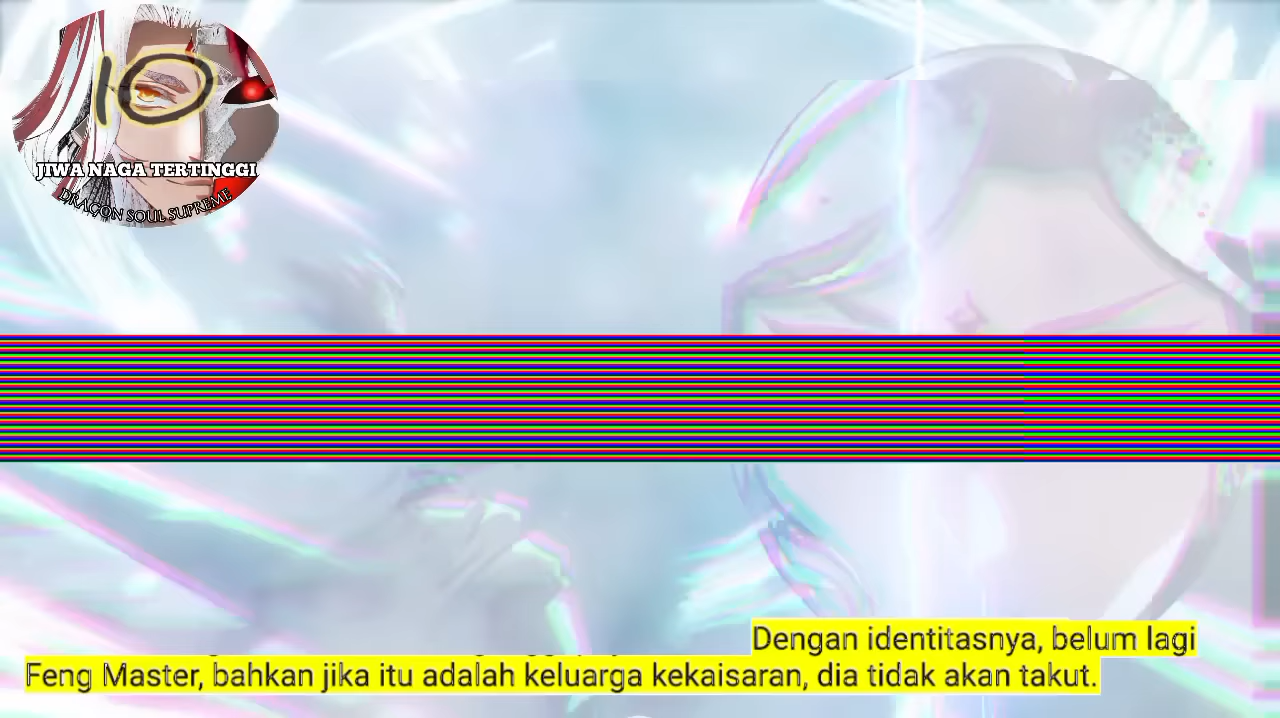 10
JIWA NAGA TERTINGGI
DRAGON SOUL SUPREME
Dengan identitasnya, belum lagi
Feng Master, bahkan jika itu adalah keluarga kekaisaran, dia tidak akan takut.